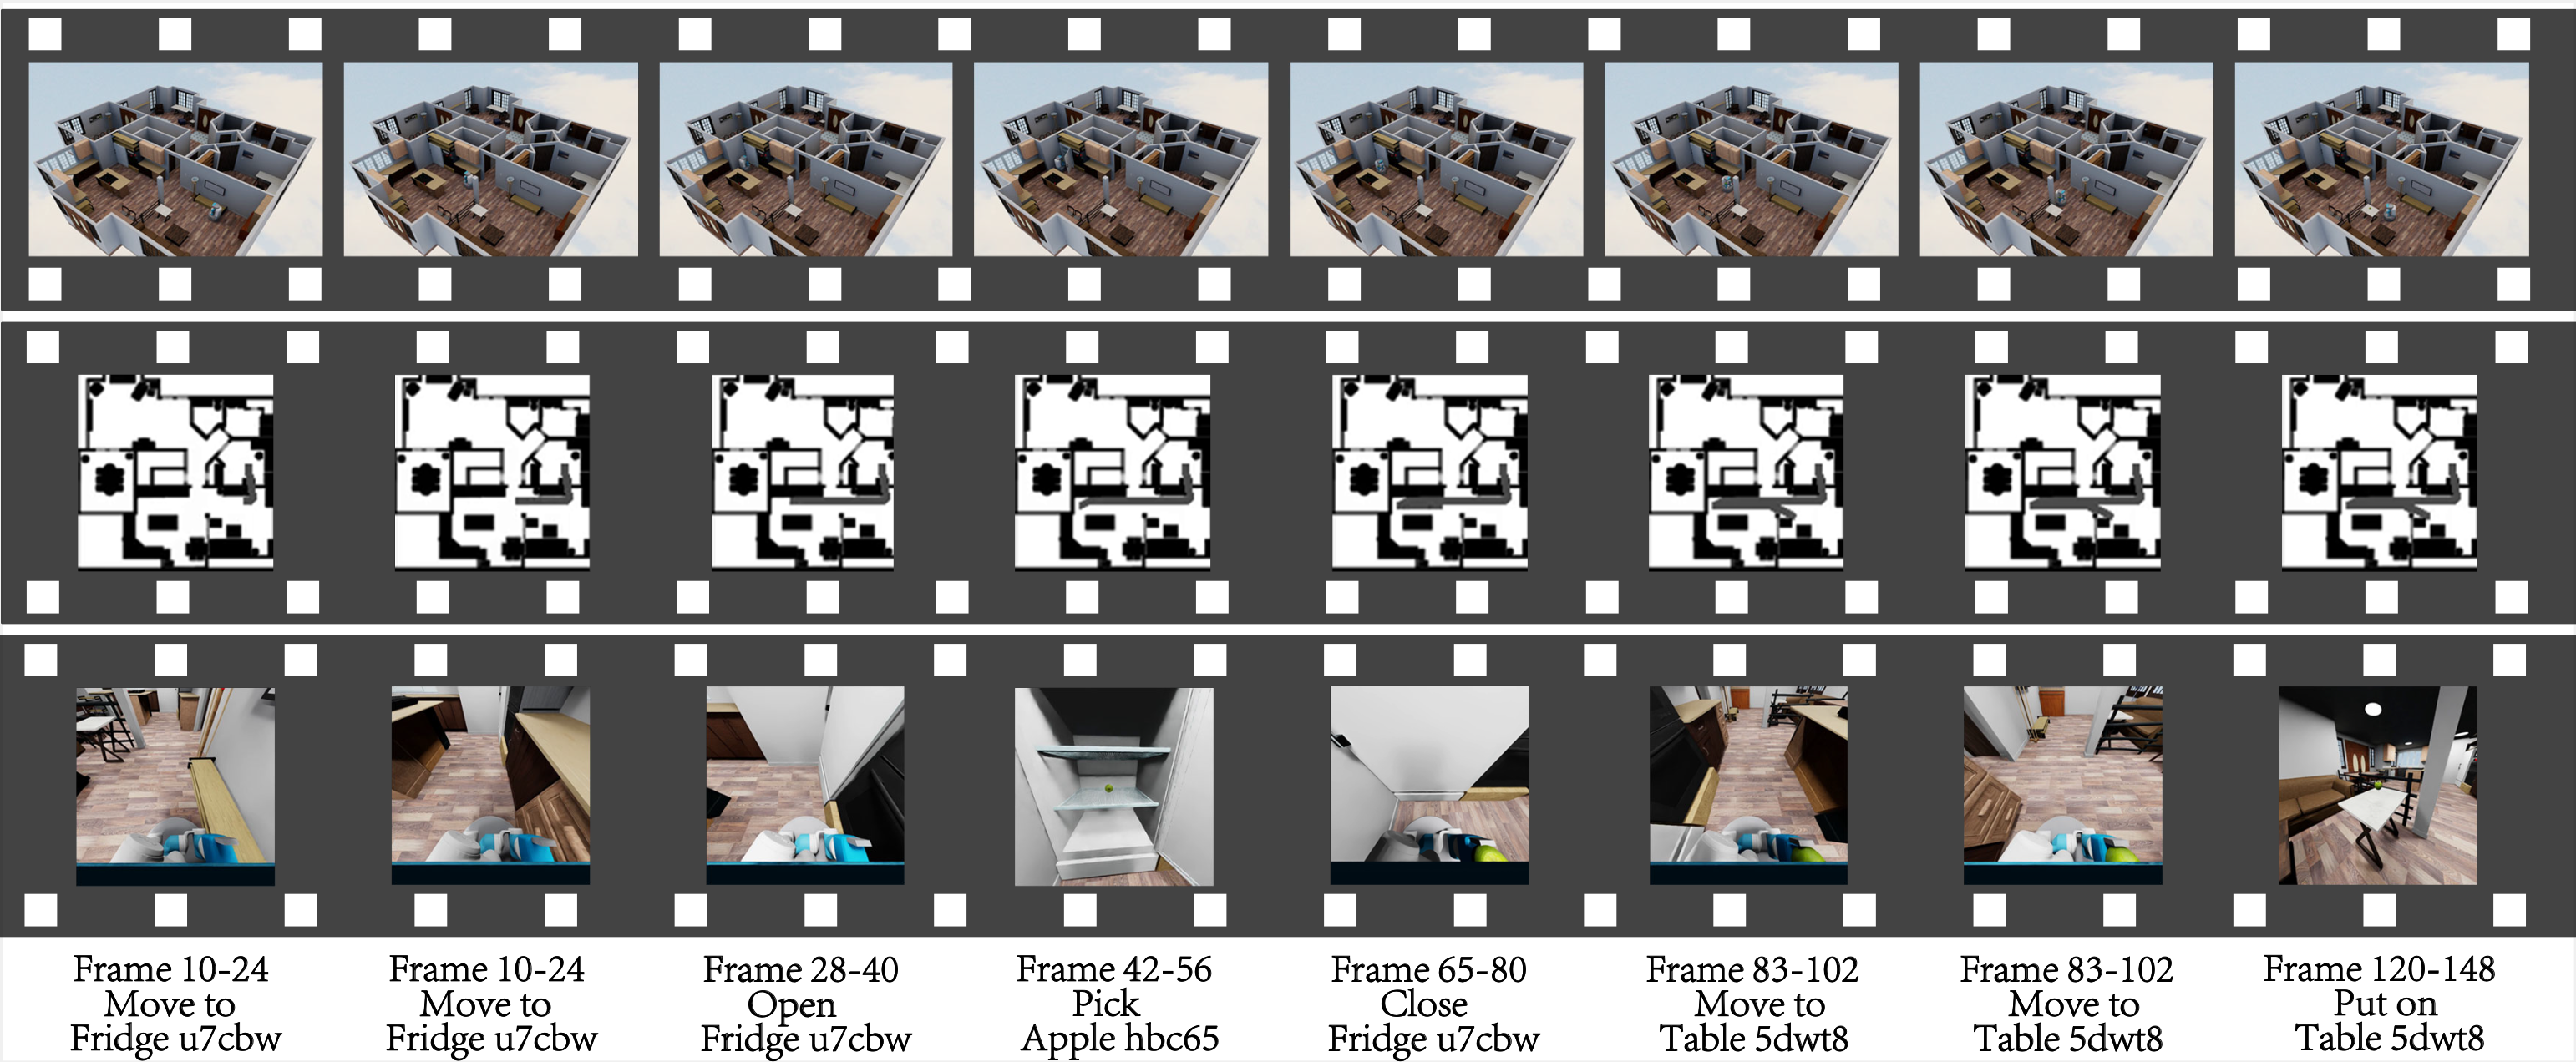 Frame 10-24
Move to
Fridge u7cbw
Frame 10-24
Move to
Fridge u7cbw
Frame 28-40
Open
Fridge u7cbw
Frame 42-56
Pick
Apple hbc65
Frame 65-80
Close
Fridge u7cbw
Frame 83-102
Move to
Table 5dwt8
Frame 83-102
Move to
Table 5dwt8
Frame 120-148
Put on
Table 5dwt8